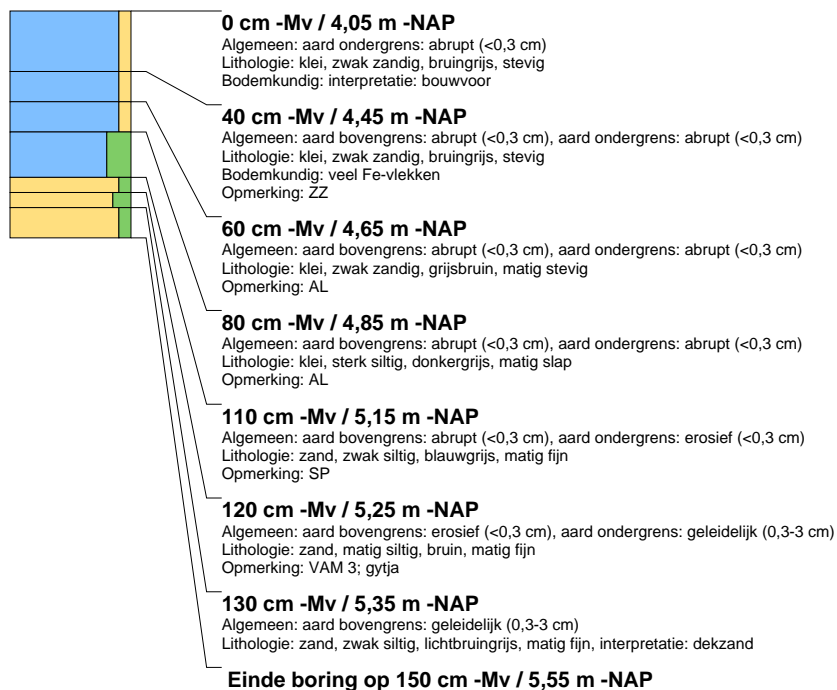 0 cm -Mv / 4,05 m -NAP
Algemeen: aard ondergrens: abrupt (<0,3 cm)
Lithologie: klei, zwak zandig, bruingrijs, stevig
Bodemkundig: interpretatie: bouwvoor
40 cm -Mv / 4,45 m -NAP
Algemeen: aard bovengrens: abrupt (<0,3 cm), aard ondergrens: abrupt (<0,3 cm)
Lithologie: klei, zwak zandig, bruingrijs, stevig
Bodemkundig: veel Fe-vlekken
Opmerking: ZZ
60 cm -Mv / 4,65 m -NAP
Algemeen: aard bovengrens: abrupt (<0,3 cm), aard ondergrens: abrupt (<0,3 cm)
Lithologie: klei, zwak zandig, grijsbruin, matig stevig
Opmerking: AL
80 cm -Mv / 4,85 m -NAP
Algemeen: aard bovengrens: abrupt (<0,3 cm), aard ondergrens: abrupt (<0,3 cm)
Lithologie: klei, sterk siltig, donkergrijs, matig slap
Opmerking: AL
110 cm -Mv / 5,15 m -NAP
Algemeen: aard bovengrens: abrupt (<0,3 cm), aard ondergrens: erosief (<0,3 cm)
Lithologie: zand, zwak siltig, blauwgrijs, matig fijn
Opmerking: SP
120 cm -Mv / 5,25 m -NAP
Algemeen: aard bovengrens: erosief (<0,3 cm), aard ondergrens: geleidelijk (0,3-3 cm)
Lithologie: zand, matig siltig, bruin, matig fijn
Opmerking: VAM 3; gytja
130 cm -Mv / 5,35 m -NAP
Algemeen: aard bovengrens: geleidelijk (0,3-3 cm)
Lithologie: zand, zwak siltig, lichtbruingrijs, matig fijn, interpretatie: dekzand
Einde boring op 150 cm -Mv / 5,55 m -NAP